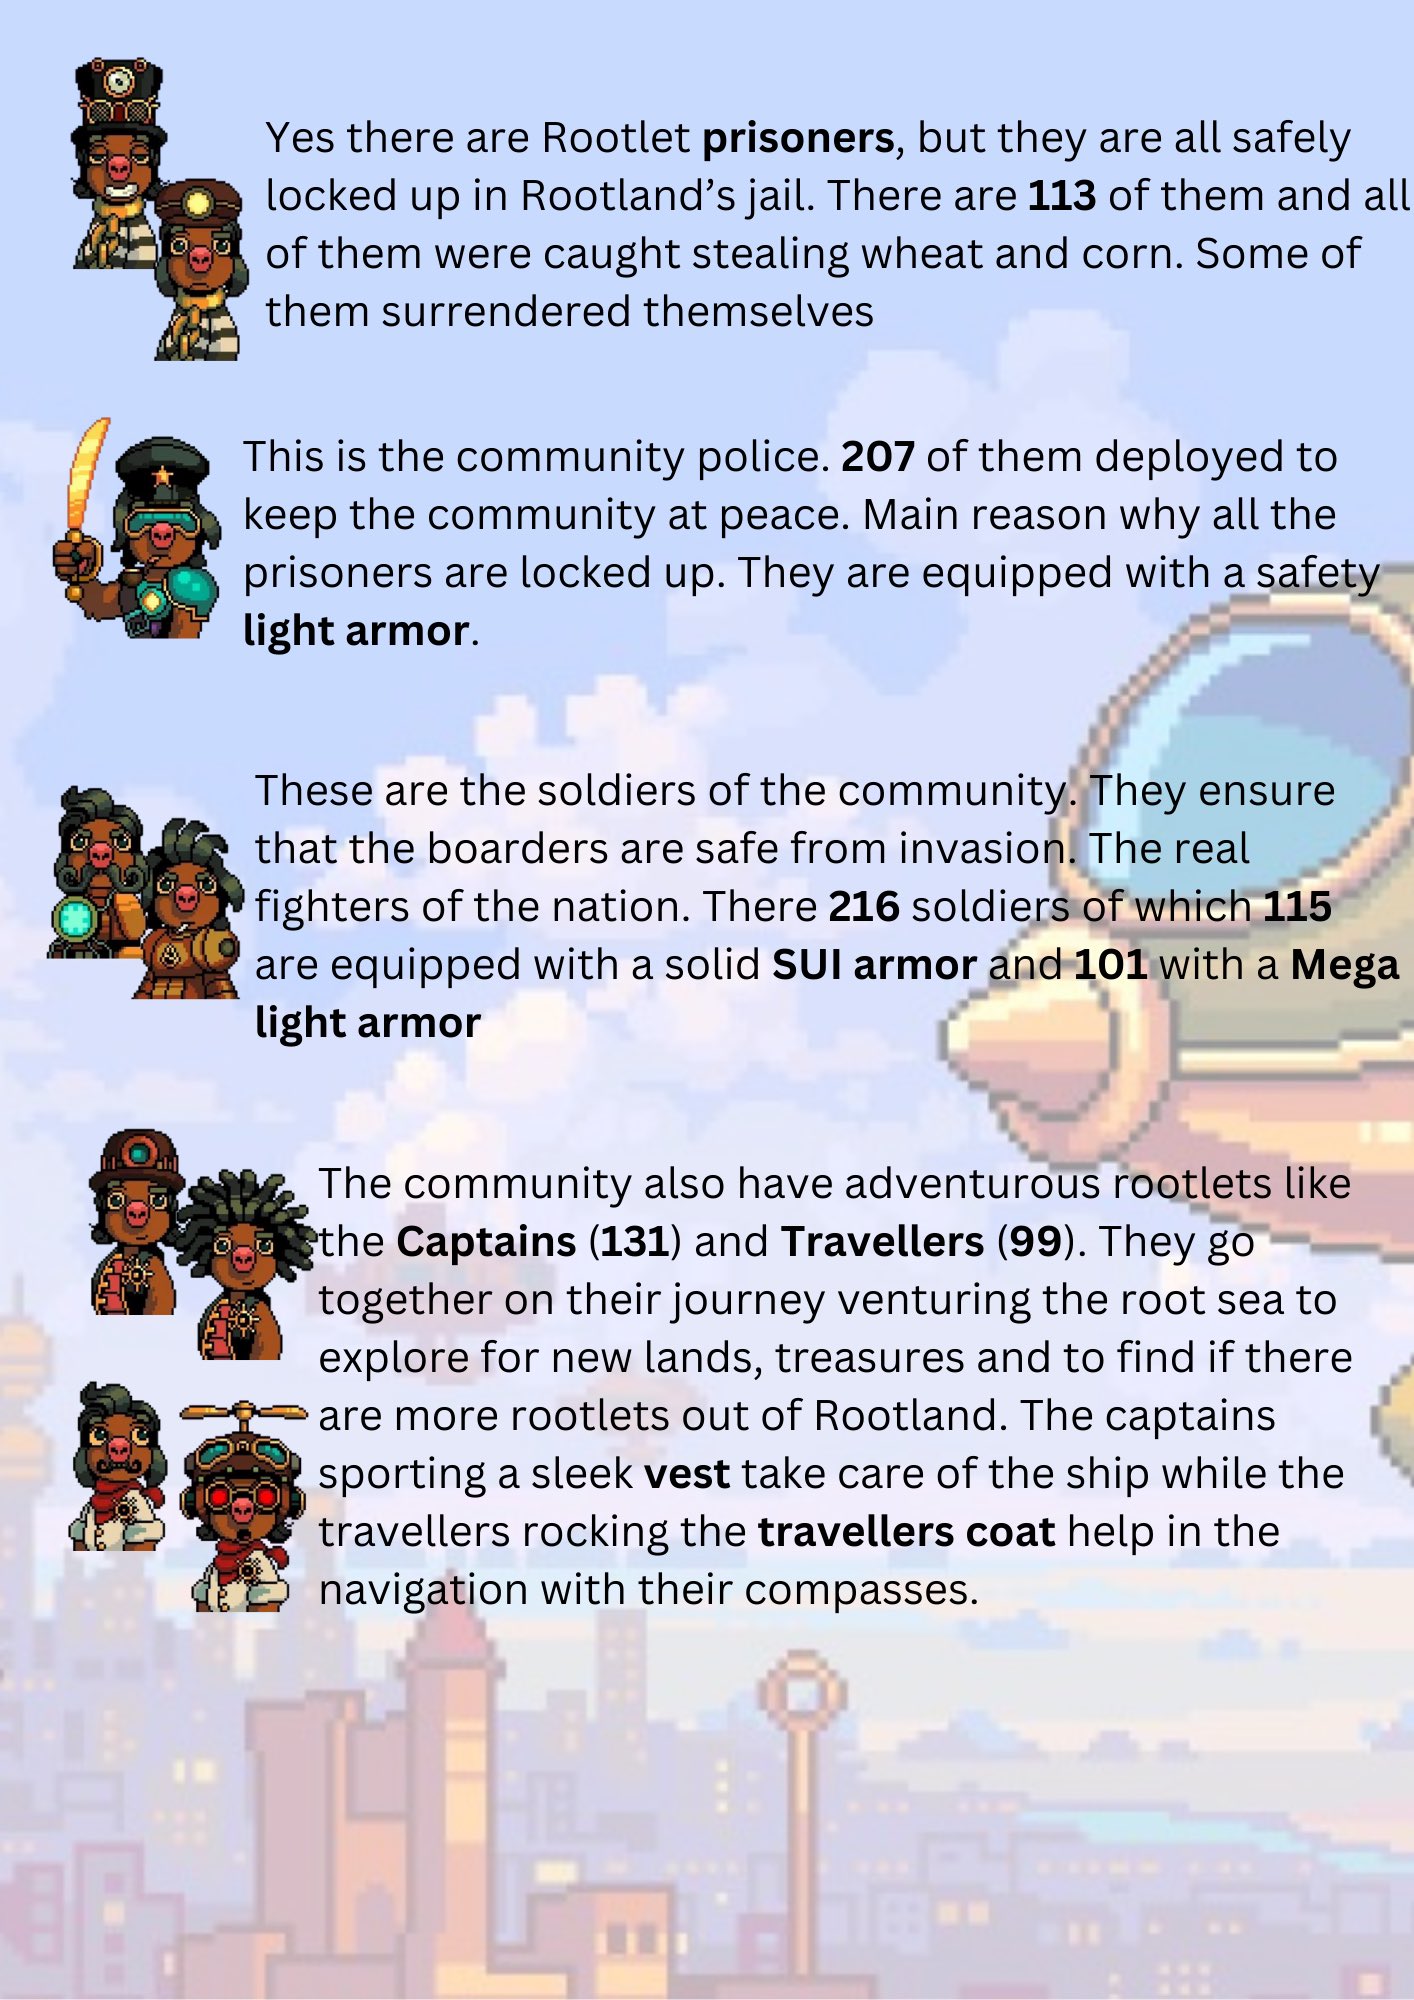 Yes there are Rootlet prisoners, but they are all safely
locked up in Rootland’s jail. There are 113 of them and all
of them were caught stealing wheat and corn. Some of
them surrendered themselves
This is the community police. 207 of them deployed to
keep the community at peace. Main reason why all the
prisoners are locked up. They are equipped with a safety
light armor.
These are the soldiers of the community. They ensure
that the boarders are safe from invasion. The real
fighters of the nation. There 216 soldiers of which 115
are equipped with a solid SUI armor and 101 with a Mega
light armor
The community also have adventurous rootlets like
the Captains (131) and Travellers (99). They go
together on their journey venturing the root sea to
explore for new lands, treasures and to find if there
are more rootlets out of Rootland. The captains
sporting a sleek vest take care of the ship while the
travellers rocking the travellers coat help in the
navigation with their compasses.